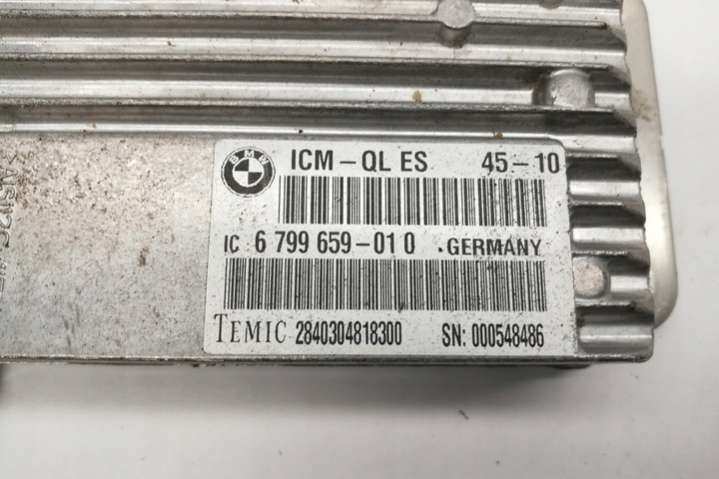 BMW ICM-QL ES 45-10
IC 6 799 659-01 0 .GERMANY
TEMIC 2840304818300 SN: 000548486